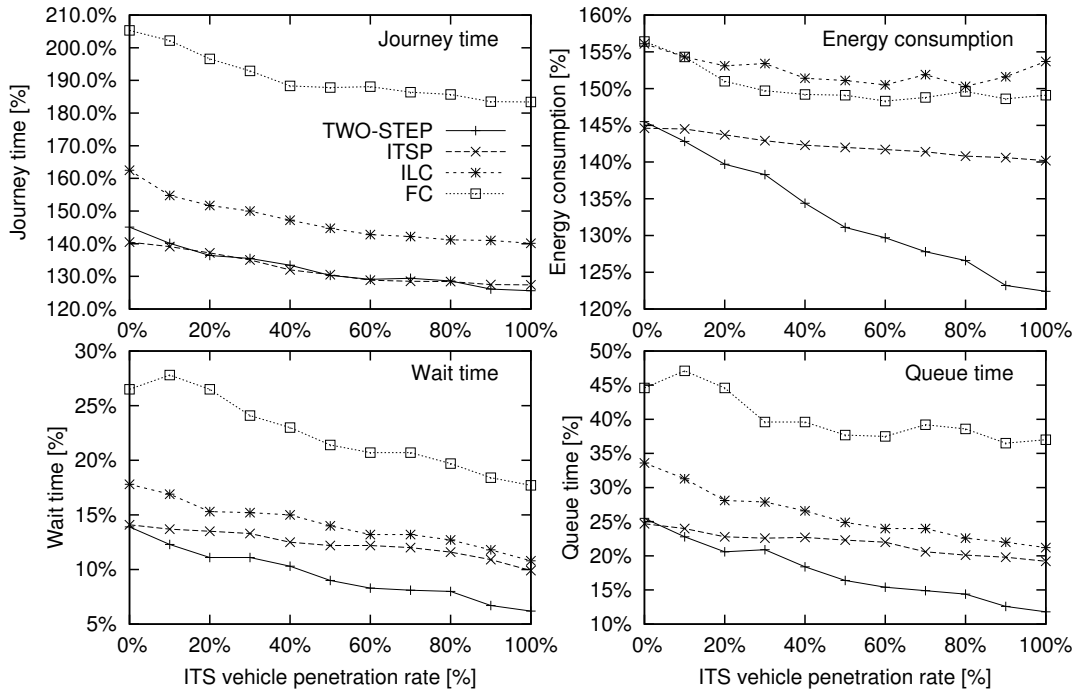 210.0%
200.0%
190.0%
180.0%
170.0%
160.0%
150.0%
140.0%
130.0%
120.0%
Journey time [%]
Journey time
TWO-STEP
ITSP
ILC
FC
0% 20% 40% 60% 80% 100%
160%
155%
150%
145%
140%
135%
130%
125%
120%
Energy consumption [%]
Energy consumption
0% 20% 40% 60% 80% 100%
30%
25%
20%
15%
10%
5%
Wait time [%]
Wait time
0% 20% 40% 60% 80% 100%
ITS vehicle penetration rate [%]
50%
45%
40%
35%
30%
25%
20%
15%
10%
Queue time [%]
Queue time
0% 20% 40% 60% 80% 100%
ITS vehicle penetration rate [%]